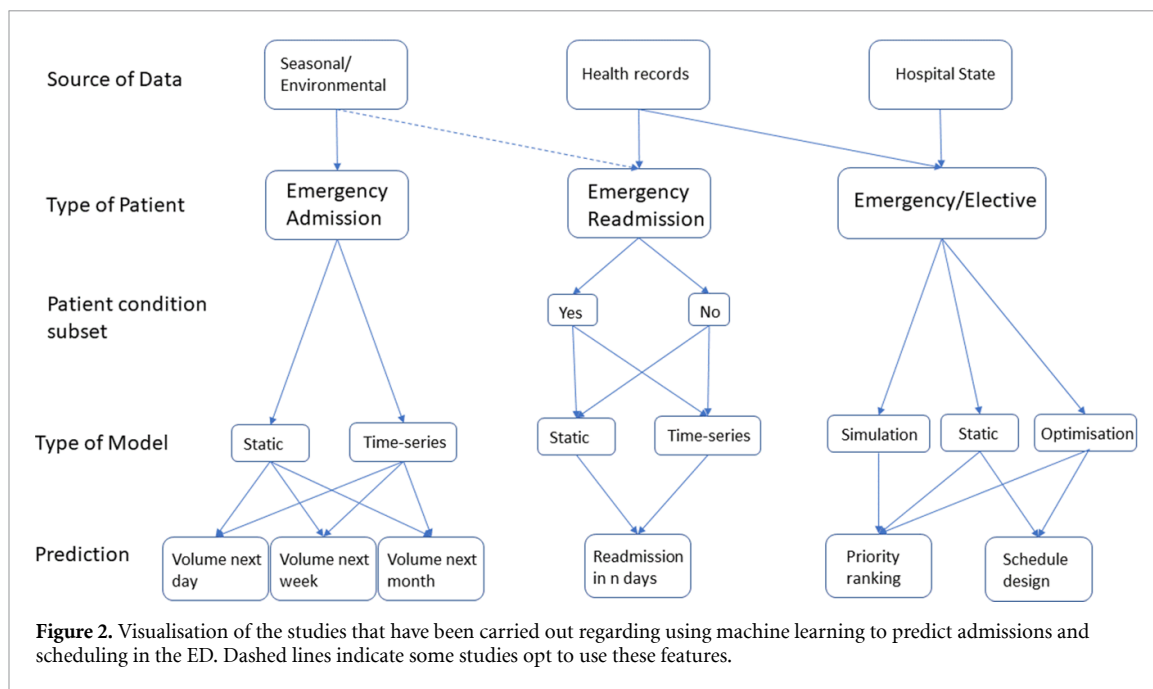 Source of Data
Seasonal/
Environmental
Health records
Hospital State
Type of Patient
Emergency
Admission
Emergency
Readmission
Emergency/Elective
Patient condition
subset
Yes
No
Type of Model
Static
Time-series
Static
Time-series
Simulation
Static
Optimisation
Prediction
Volume next
day
Volume next
week
Volume next
month
Readmission
in n days
Priority
ranking
Schedule
design
Figure 2. Visualisation of the studies that have been carried out regarding using machine learning to predict admissions and
scheduling in the ED. Dashed lines indicate some studies opt to use these features.